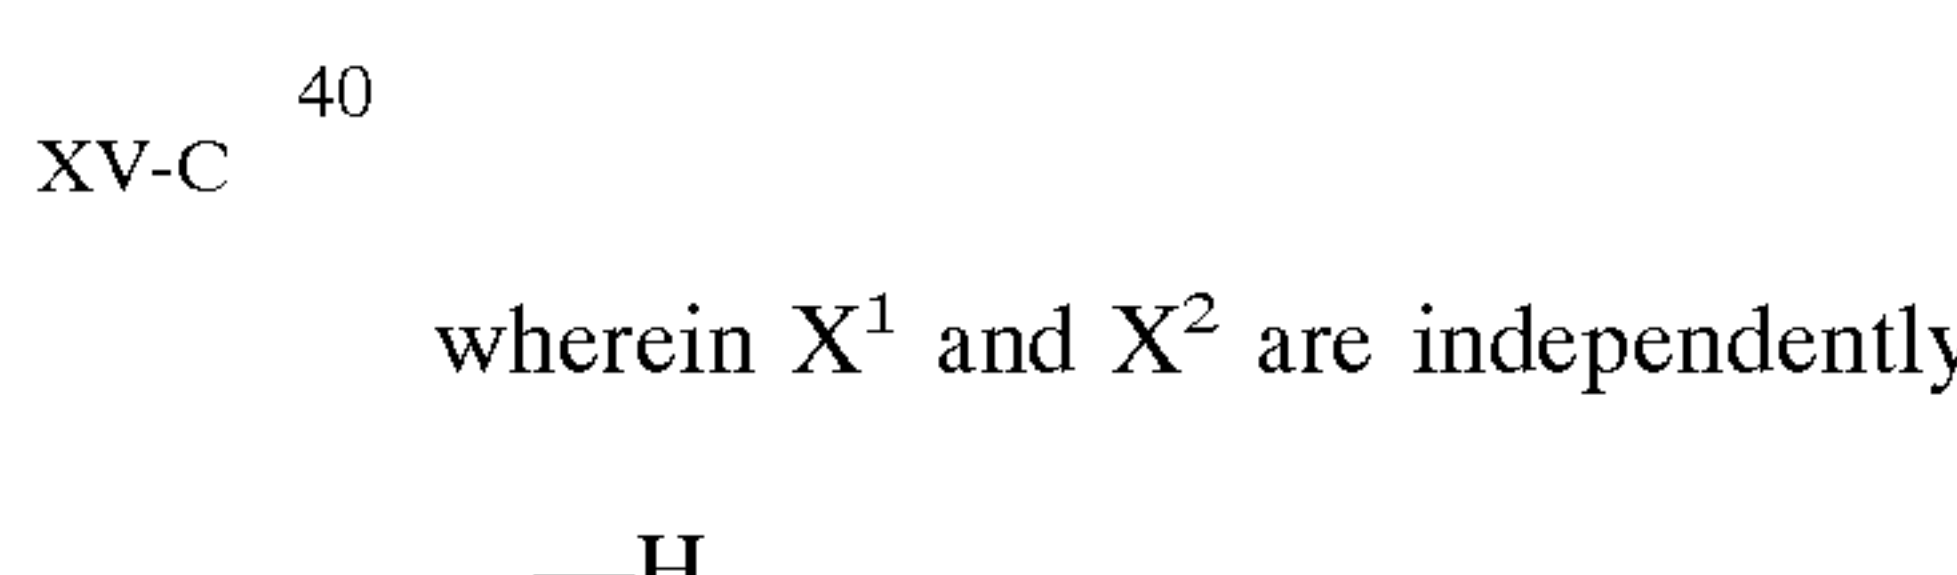 40
XV-C
wherein X¹ and X² are independently
—H